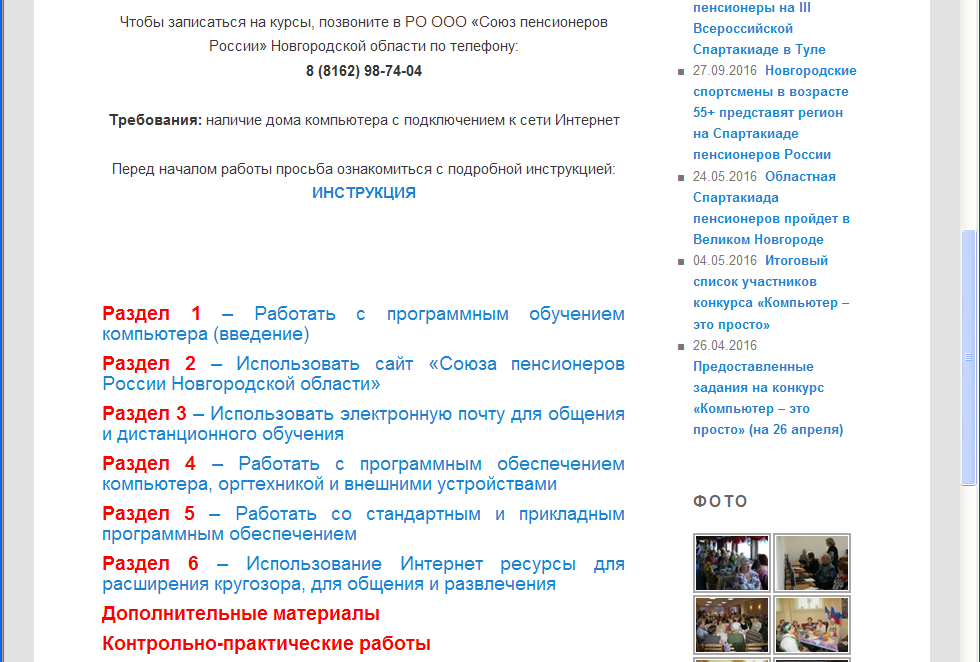 Чтобы записаться на курсы, позвоните в РО ООО «Союз пенсионеров
России» Новгородской области по телефону:
8 (8162) 98-74-04
Требования: наличие дома компьютера с подключением к сети Интернет
Перед началом работы просьба ознакомиться с подробной инструкцией:
ИНСТРУКЦИЯ
Раздел 1 – Работать с программным обучением
компьютера (введение)
Раздел 2 – Использовать сайт «Союза пенсионеров
России Новгородской области»
Раздел 3 – Использовать электронную почту для общения
и дистанционного обучения
Раздел 4 – Работать с программным обеспечением
компьютера, оргтехникой и внешними устройствами
Раздел 5 – Работать со стандартным и прикладным
программным обеспечением
Раздел 6 – Использование Интернет ресурсы для
расширения кругозора, для общения и развлечения
Дополнительные материалы
Контрольно-практические работы
пенсионеры на III
Всероссийской
Спартакиаде в Туле
27.09.2016 Новгородские
спортсмены в возрасте
55+ представят регион
на Спартакиаде
пенсионеров России
24.05.2016 Областная
Спартакиада
пенсионеров пройдет в
Великом Новгороде
04.05.2016 Итоговый
список участников
конкурса «Компьютер –
это просто»
26.04.2016
Предоставленные
задания на конкурс
«Компьютер – это
просто» (на 26 апреля)
ФОТО